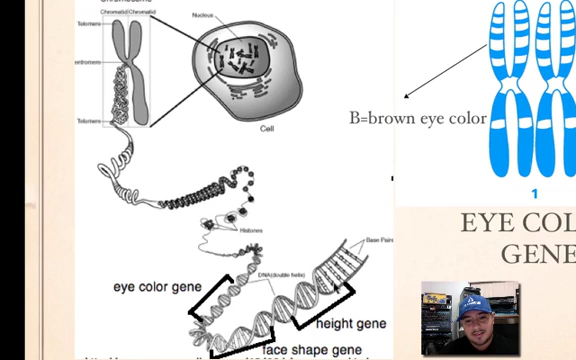 Chromatid
Chromatid
Telomere
Nucleus
Telomere
Cell
B=brown eye color
1
EYE COL
GENE
Histones
Base Pairs
DNA(double helix)
eye color gene
height gene
face shape gene